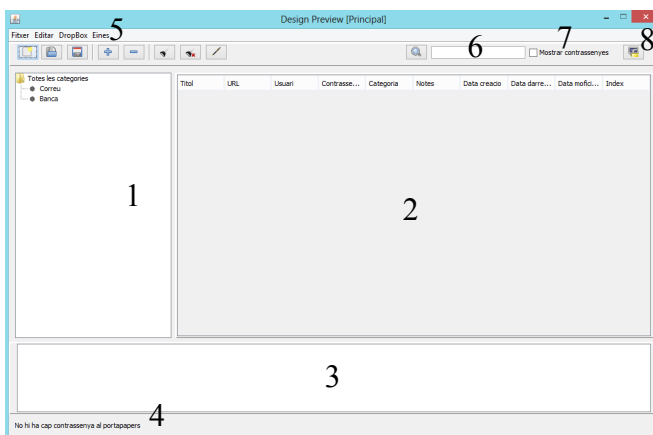 Design Preview [Principal]
Fitxer Editar DropBox Eines 5
6
7
Mostrar contrassenyes
8
Totes les categories
Correu
Banca
Titol URL Usuari Contrasse... Categoria Notes Data creacio Data darre... Data mofici... Index
1
2
3
No hi ha cap contrassenya al portapapers 4